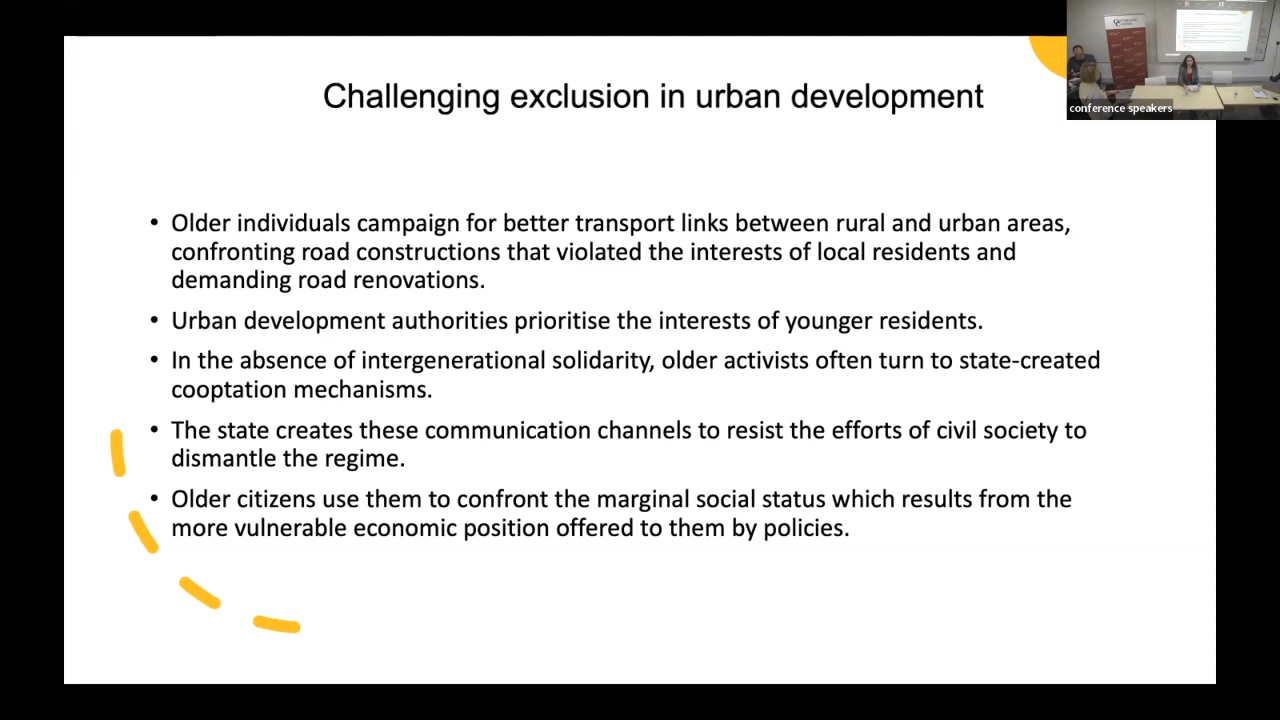 Challenging exclusion in urban development
conference speakers
• Older individuals campaign for better transport links between rural and urban areas,
confronting road constructions that violated the interests of local residents and
demanding road renovations.
• Urban development authorities prioritise the interests of younger residents.
• In the absence of intergenerational solidarity, older activists often turn to state-created
cooptation mechanisms.
• The state creates these communication channels to resist the efforts of civil society to
dismantle the regime.
• Older citizens use them to confront the marginal social status which results from the
more vulnerable economic position offered to them by policies.